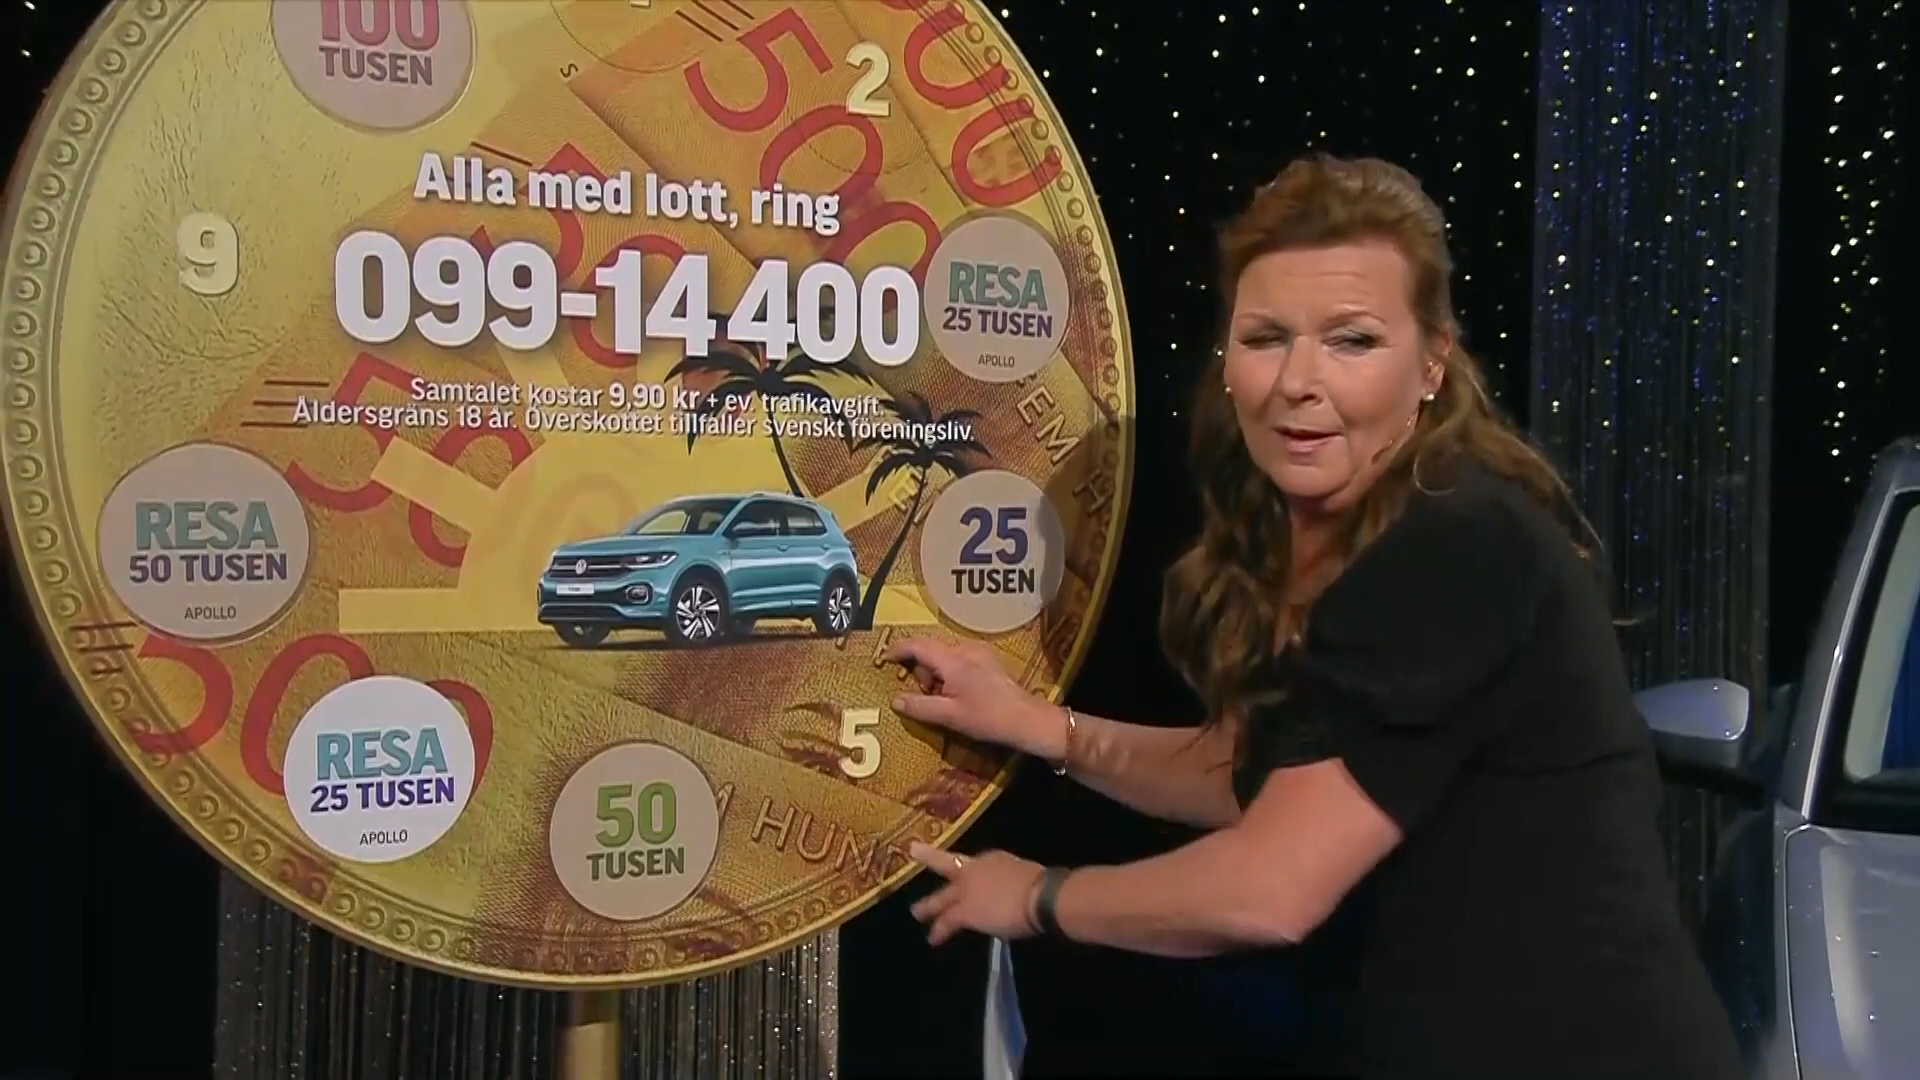 100
TUSEN
2
Alla med lott, ring
099-14400
9
RESA
25 TUSEN
APOLLO
Samtalet kostar 9,90 kr + ev. trafikavgift.
Åldersgräns 18 år. Överskottet tillfaller svenskt föreningsliv.
RESA
50 TUSEN
APOLLO
25
TUSEN
5
RESA
25 TUSEN
APOLLO
50
TUSEN